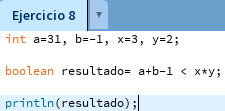 Ejercicio 8
int a=31, b=-1, x=3, y=2;
boolean resultado= a+b-1 < x*y;
println(resultado);